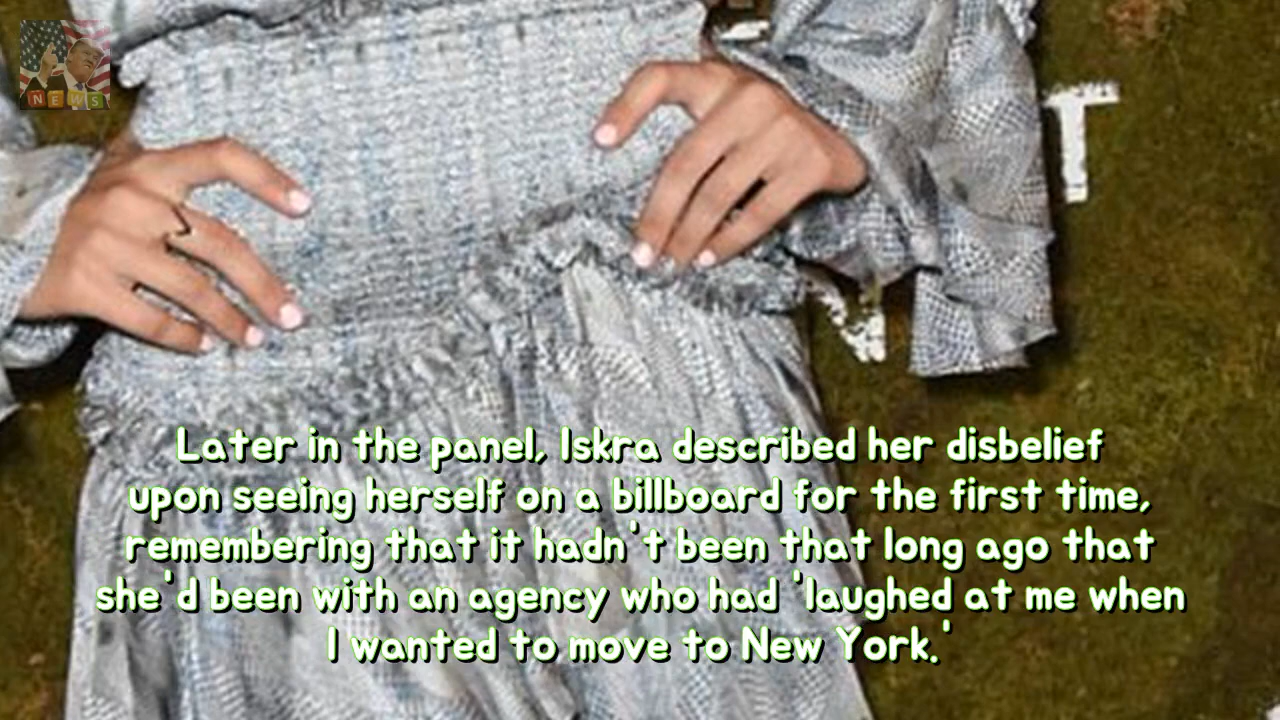 NEWS
T
Later in the panel, Iskra described her disbelief
upon seeing herself on a billboard for the first time,
remembering that it hadn't been that long ago that
she'd been with an agency who had 'laughed at me when
I wanted to move to New York.'